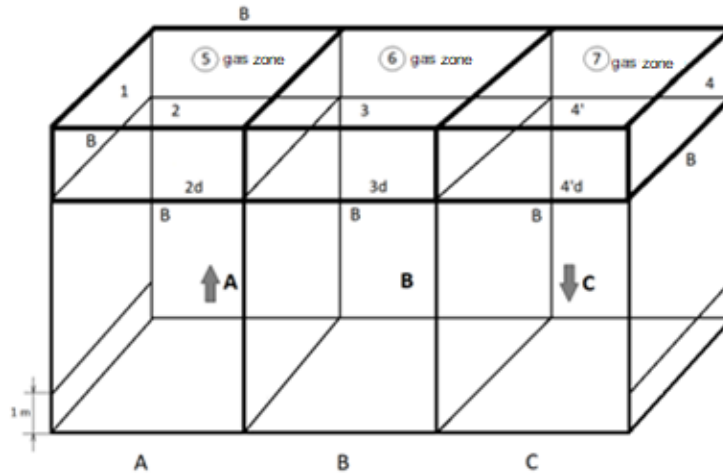 B
5 gas zone 6 gas zone 7 gas zone
1 2 3 4' 4
B B
2d 3d 4'd
B B B
A B C
1 m
A B C